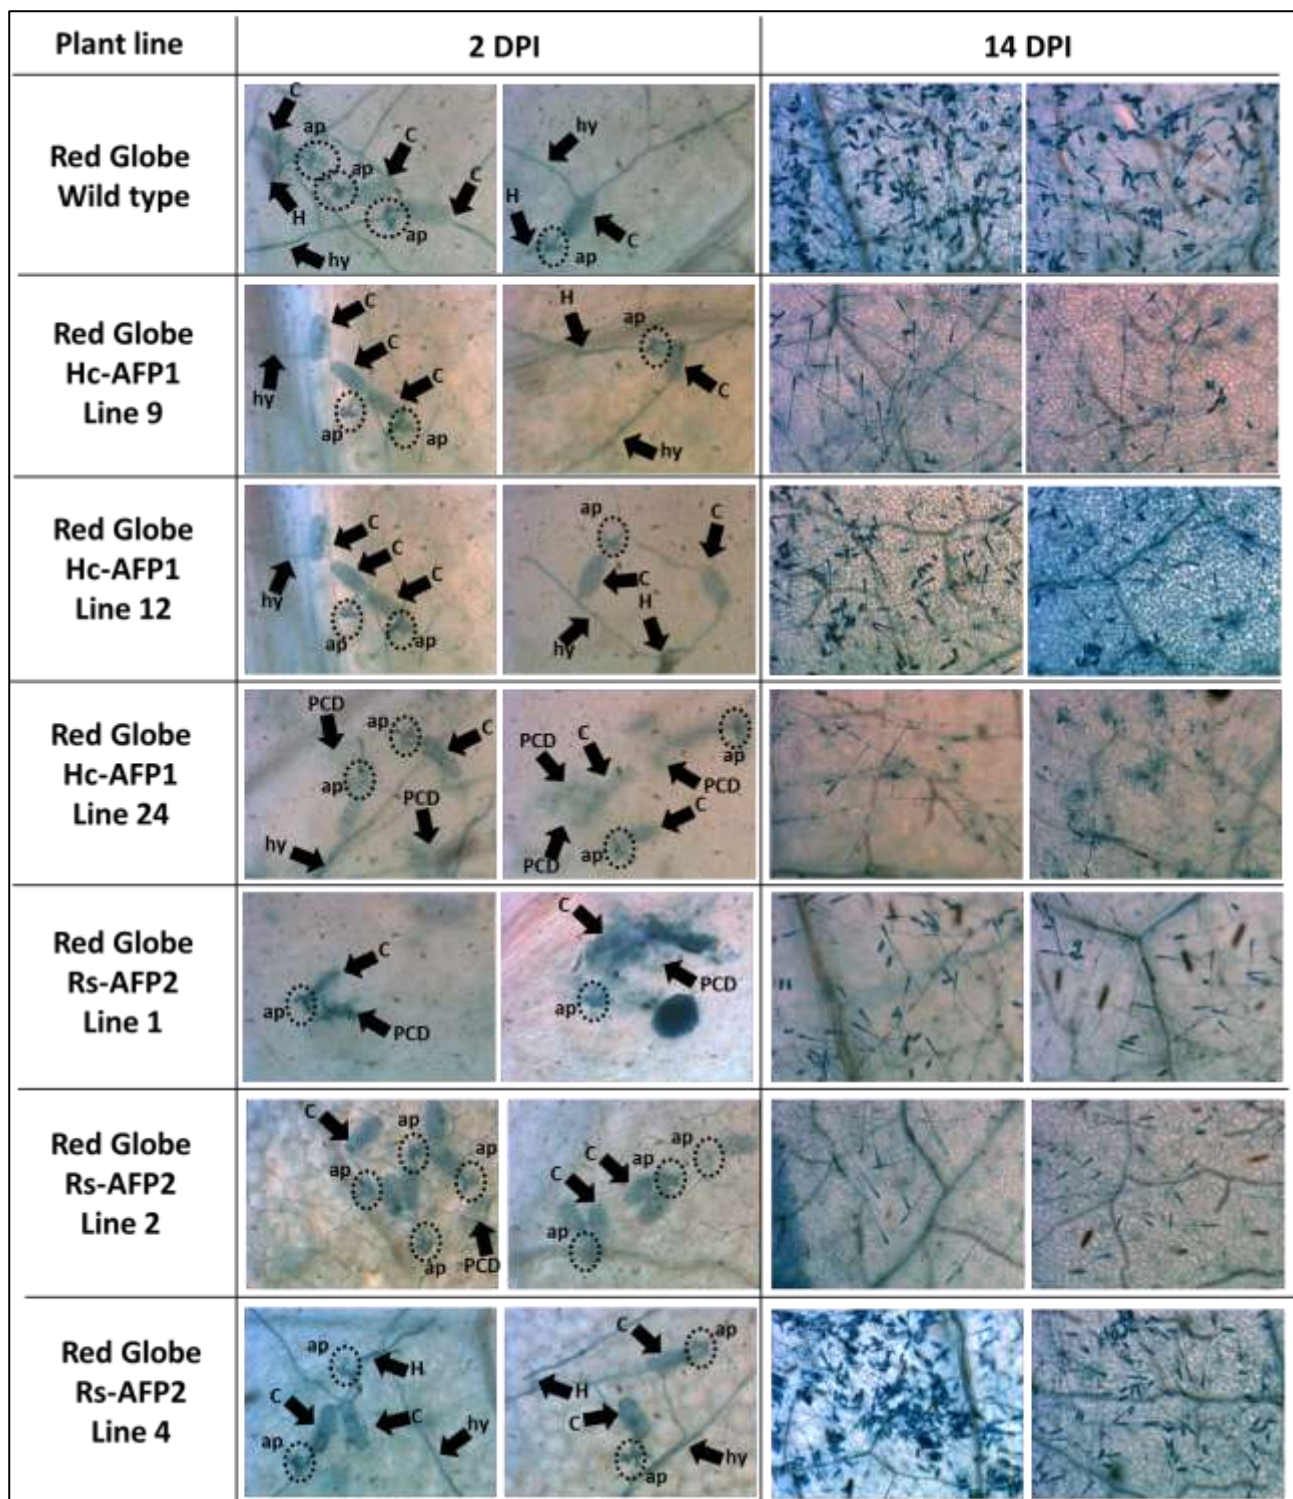 Plant line
2 DPI
14 DPI
Red Globe
Wild type
C
ap
C
ap
C
H
ap
hy
hy
H
C
ap
Red Globe
Hc-AFP1
Line 9
C
C
C
hy
ap
ap
H
ap
C
hy
Red Globe
Hc-AFP1
Line 12
C
C
C
hy
ap
ap
ap
C
C
H
hy
Red Globe
Hc-AFP1
Line 24
PCD
ap
C
ap
PCD
hy
C
PCD
ap
PCD
C
ap
PCD
Red Globe
Rs-AFP2
Line 1
C
ap
PCD
C
PCD
ap
Red Globe
Rs-AFP2
Line 2
C
ap
ap
ap
ap
PCD
ap
C
ap
C
ap
Red Globe
Rs-AFP2
Line 4
ap
H
C
C
ap
hy
C
ap
H
C
hy
ap